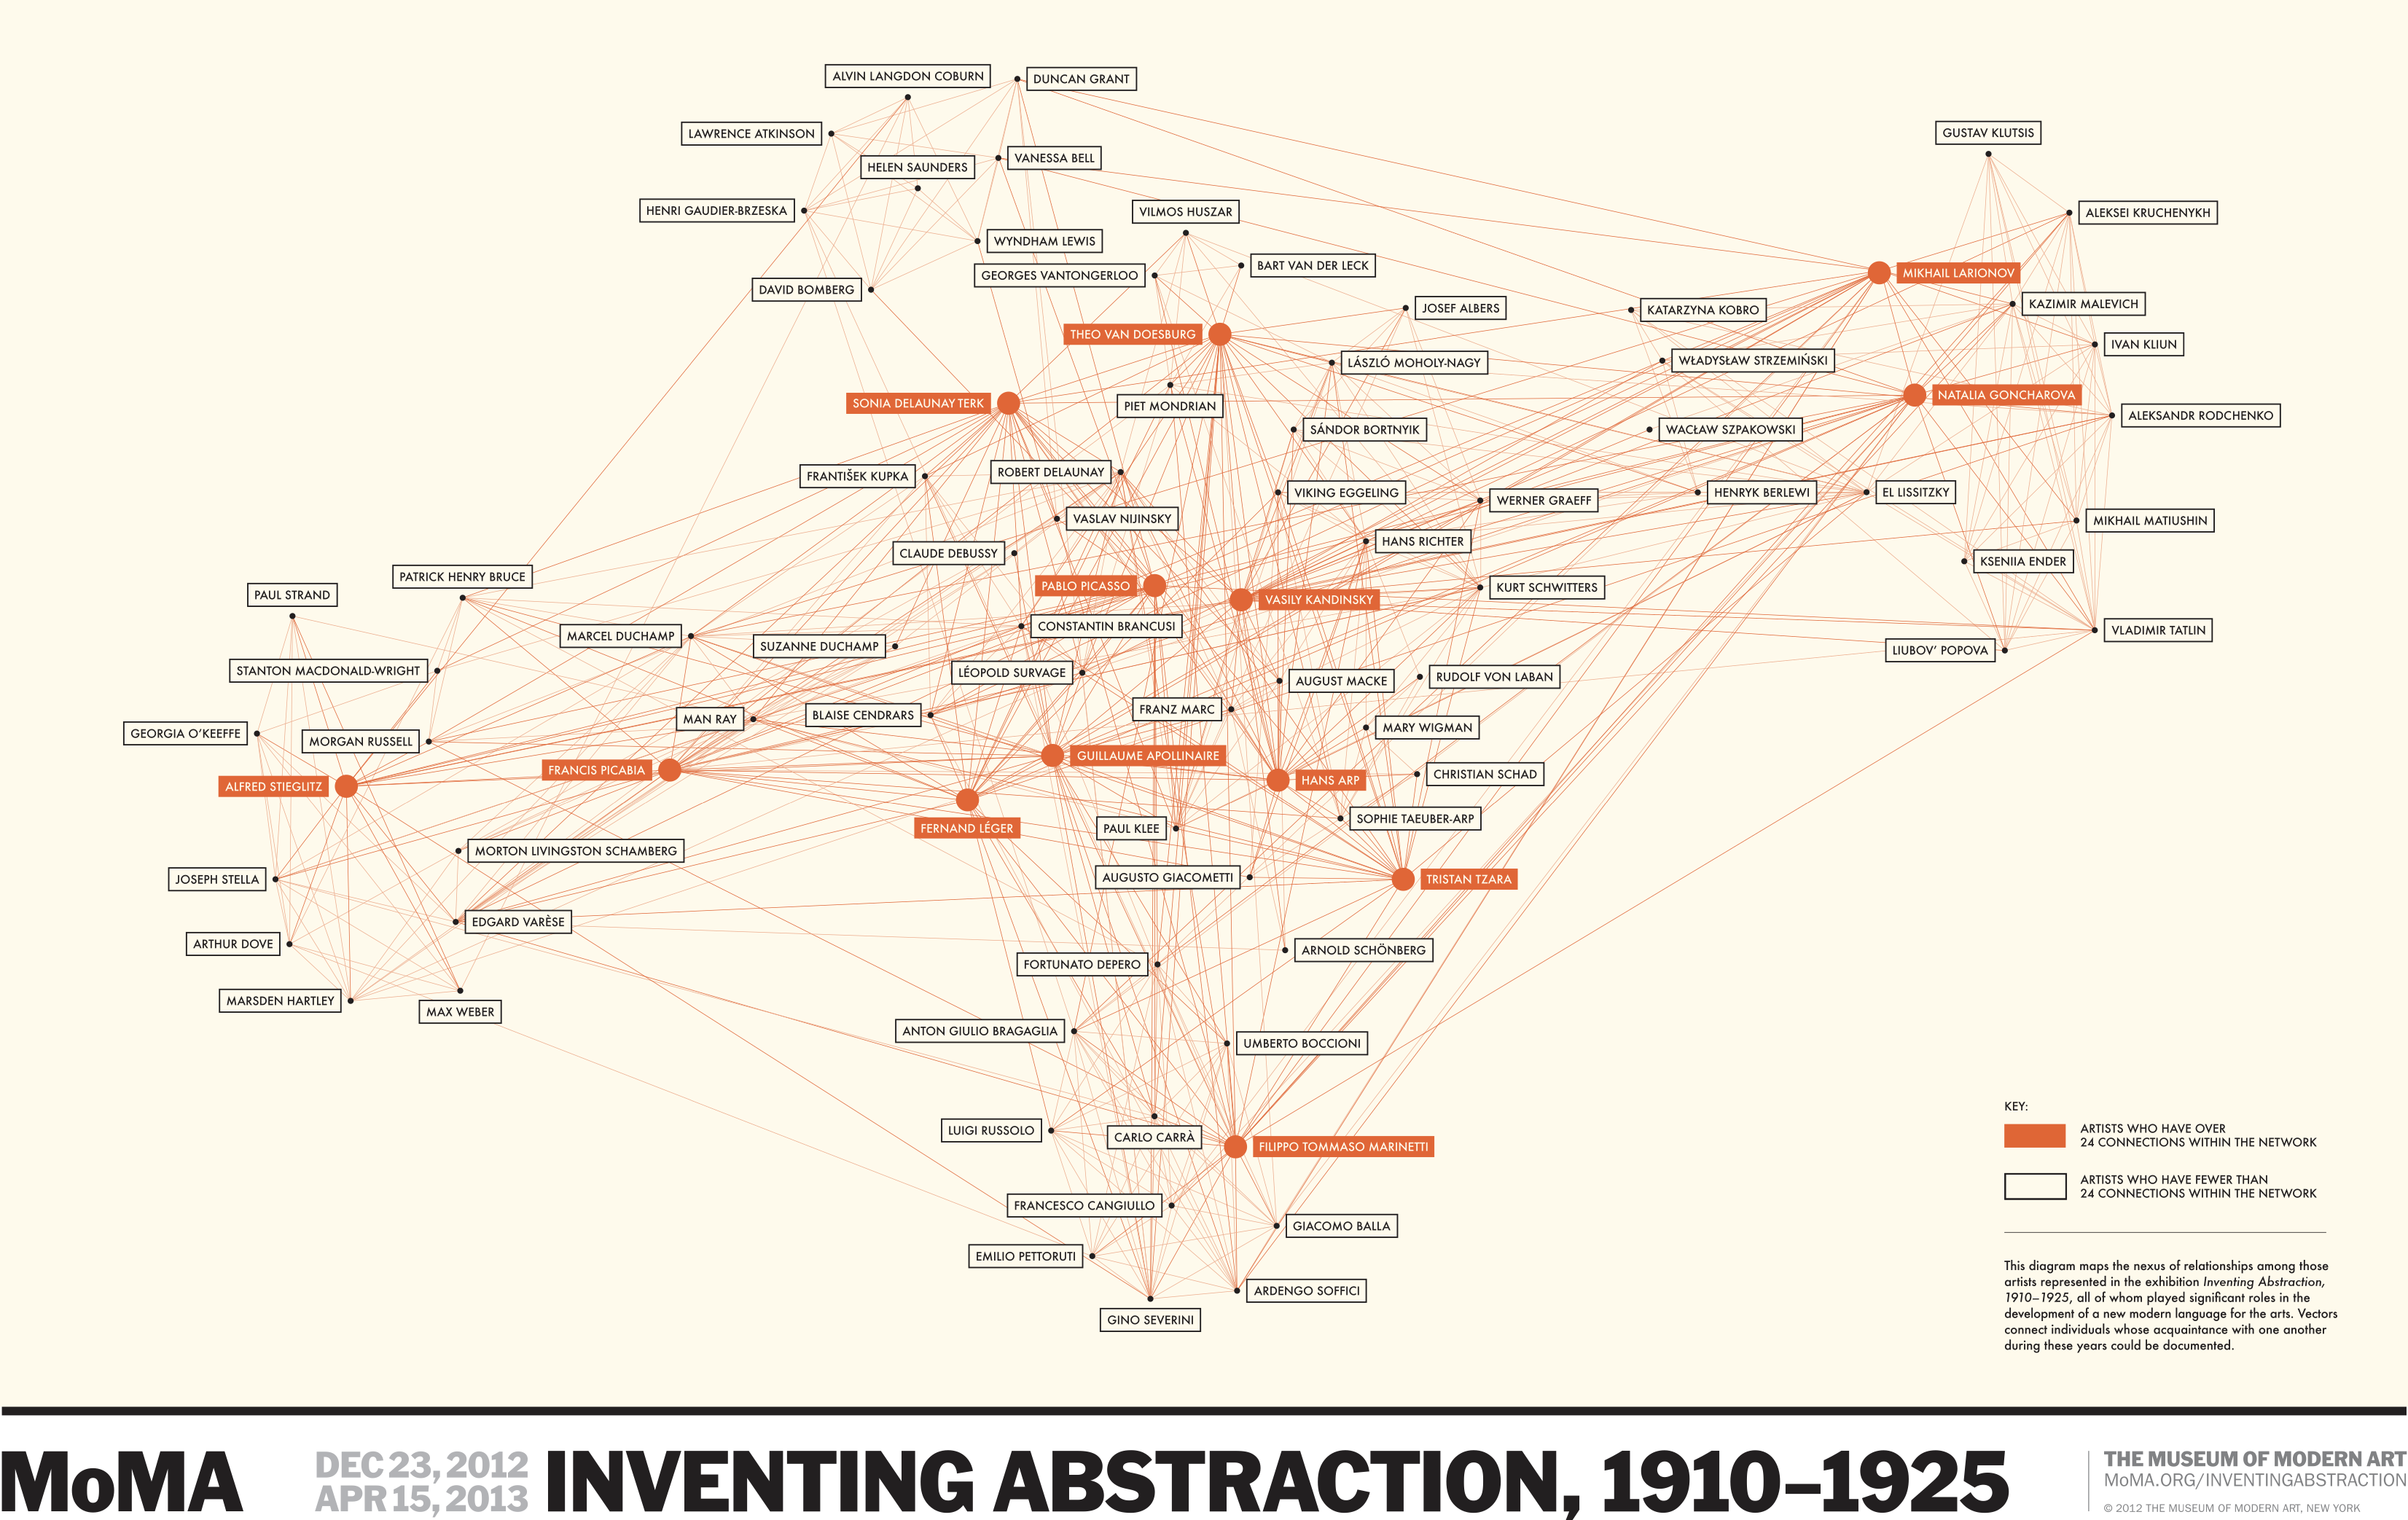 ALVIN LANGDON COBURN
DUNCAN GRANT
LAWRENCE ATKINSON
GUSTAV KLUTSIS
VANESSA BELL
HELEN SAUNDERS
HENRI GAUDIER-BRZESKA
VILMOS HUSZAR
ALEKSEI KRUCHENYKH
WYNDHAM LEWIS
GEORGES VANTONGERLOO
BART VAN DER LECK
MIKHAIL LARIONOV
DAVID BOMBERG
KAZIMIR MALEVICH
JOSEF ALBERS
KATARZYNA KOBRO
THEO VAN DOESBURG
IVAN KLIUN
LÁSZLÓ MOHOLY-NAGY
WŁADYSŁAW STRZEMIŃSKI
NATALIA GONCHAROVA
SONIA DELAUNAY TERK
PIET MONDRIAN
ALEKSANDR RODCHENKO
SÁNDOR BORTNYIK
WACŁAW SZPAKOWSKI
ROBERT DELAUNAY
FRANTIŠEK KUPKA
VIKING EGGELING
WERNER GRAEFF
HENRYK BERLEWI
EL LISSITZKY
VASLAV NIJINSKY
MIKHAIL MATIUSHIN
HANS RICHTER
CLAUDE DEBUSSY
KSENIIA ENDER
PATRICK HENRY BRUCE
PABLO PICASSO
KURT SCHWITTERS
PAUL STRAND
VASILY KANDINSKY
CONSTANTIN BRANCUSI
VLADIMIR TATLIN
MARCEL DUCHAMP
SUZANNE DUCHAMP
LIUBOV' POPOVA
STANTON MACDONALD-WRIGHT
LÉOPOLD SURVAGE
RUDOLF VON LABAN
AUGUST MACKE
FRANZ MARC
BLAISE CENDRARS
MAN RAY
MARY WIGMAN
GEORGIA O'KEEFFE
MORGAN RUSSELL
GUILLAUME APOLLINAIRE
FRANCIS PICABIA
CHRISTIAN SCHAD
HANS ARP
ALFRED STIEGLITZ
SOPHIE TAEUBER-ARP
FERNAND LÉGER
PAUL KLEE
MORTON LIVINGSTON SCHAMBERG
AUGUSTO GIACOMETTI
JOSEPH STELLA
TRISTAN TZARA
EDGARD VARÈSE
ARTHUR DOVE
ARNOLD SCHÖNBERG
FORTUNATO DEPERO
MARSDEN HARTLEY
MAX WEBER
ANTON GIULIO BRAGAGLIA
UMBERTO BOCCIONI
LUIGI RUSSOLO
CARLO CARRÀ
FILIPPO TOMMASO MARINETTI
FRANCESCO CANGIULLO
GIACOMO BALLA
EMILIO PETTORUTI
ARDENGO SOFFICI
GINO SEVERINI
KEY:
ARTISTS WHO HAVE OVER
24 CONNECTIONS WITHIN THE NETWORK
ARTISTS WHO HAVE FEWER THAN
24 CONNECTIONS WITHIN THE NETWORK
This diagram maps the nexus of relationships among those
artists represented in the exhibition Inventing Abstraction,
1910–1925, all of whom played significant roles in the
development of a new modern language for the arts. Vectors
connect individuals whose acquaintance with one another
during these years could be documented.
MoMA
DEC 23, 2012
APR 15, 2013
INVENTING ABSTRACTION, 1910–1925
THE MUSEUM OF MODERN ART
MoMA.ORG/INVENTINGABSTRACTION
© 2012 THE MUSEUM OF MODERN ART, NEW YORK